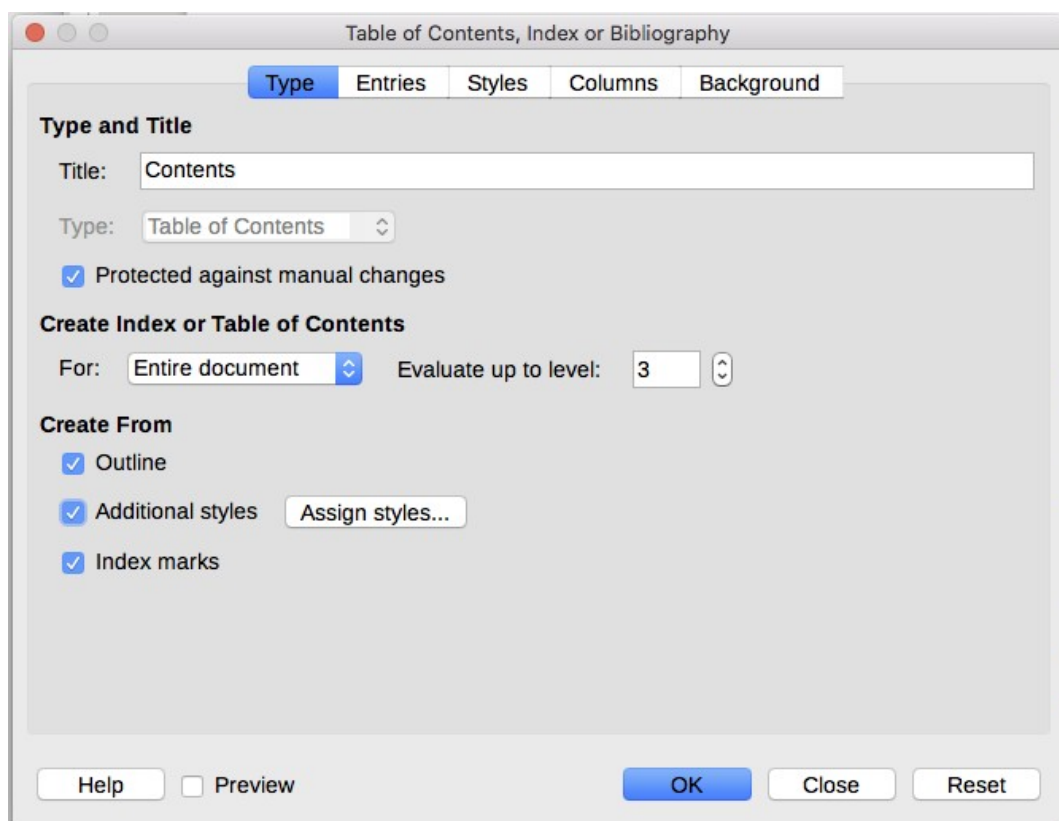 Table of Contents, Index or Bibliography
Type Entries Styles Columns Background
Type and Title
Title: Contents
Type: Table of Contents
Protected against manual changes
Create Index or Table of Contents
For: Entire document Evaluate up to level: 3
Create From
Outline
Additional styles Assign styles...
Index marks
Help Preview OK Close Reset